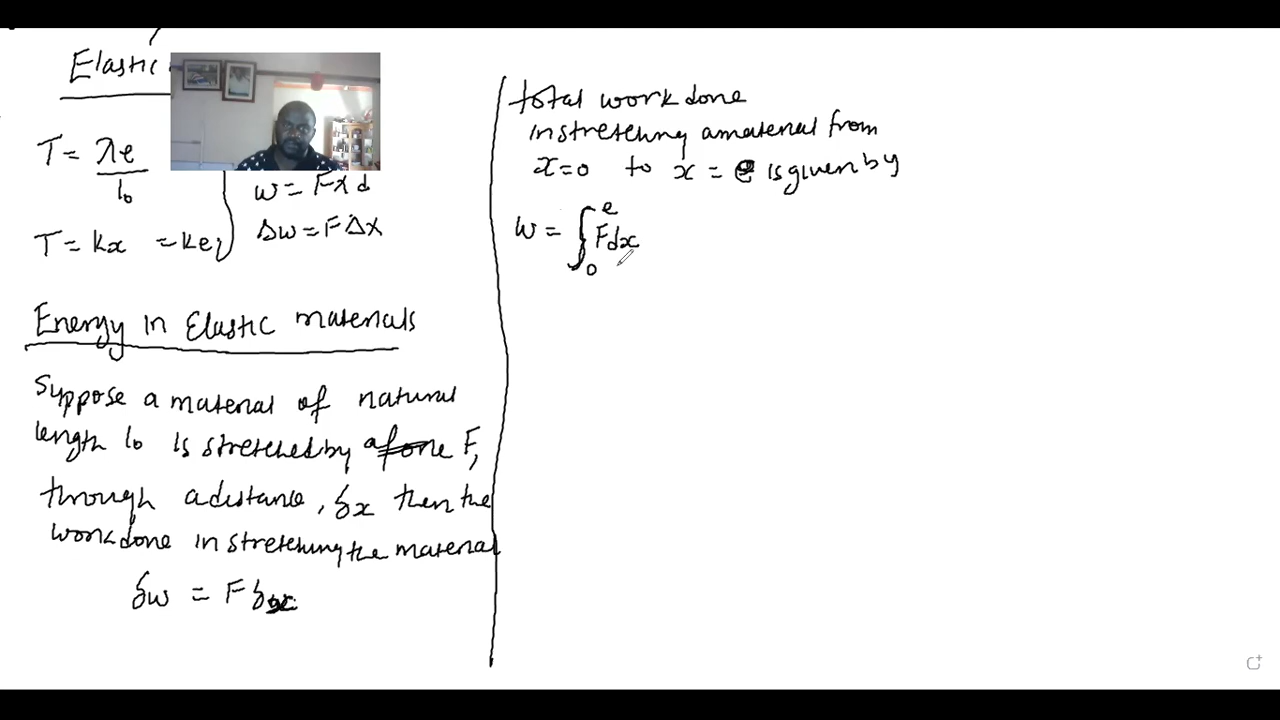 Elastic
T = λe/l₀
T = kx = ke,
w = F x d
Δw = FΔx
Energy in Elastic materials
Suppose a material of natural
length l₀ is stretched by a force F,
through a distance, δx then the
work done in stretching the material
δw = F δx
total work done
in stretching a material from
x=0 to x = e is given by
w = ∫₀ᵉ Fdx